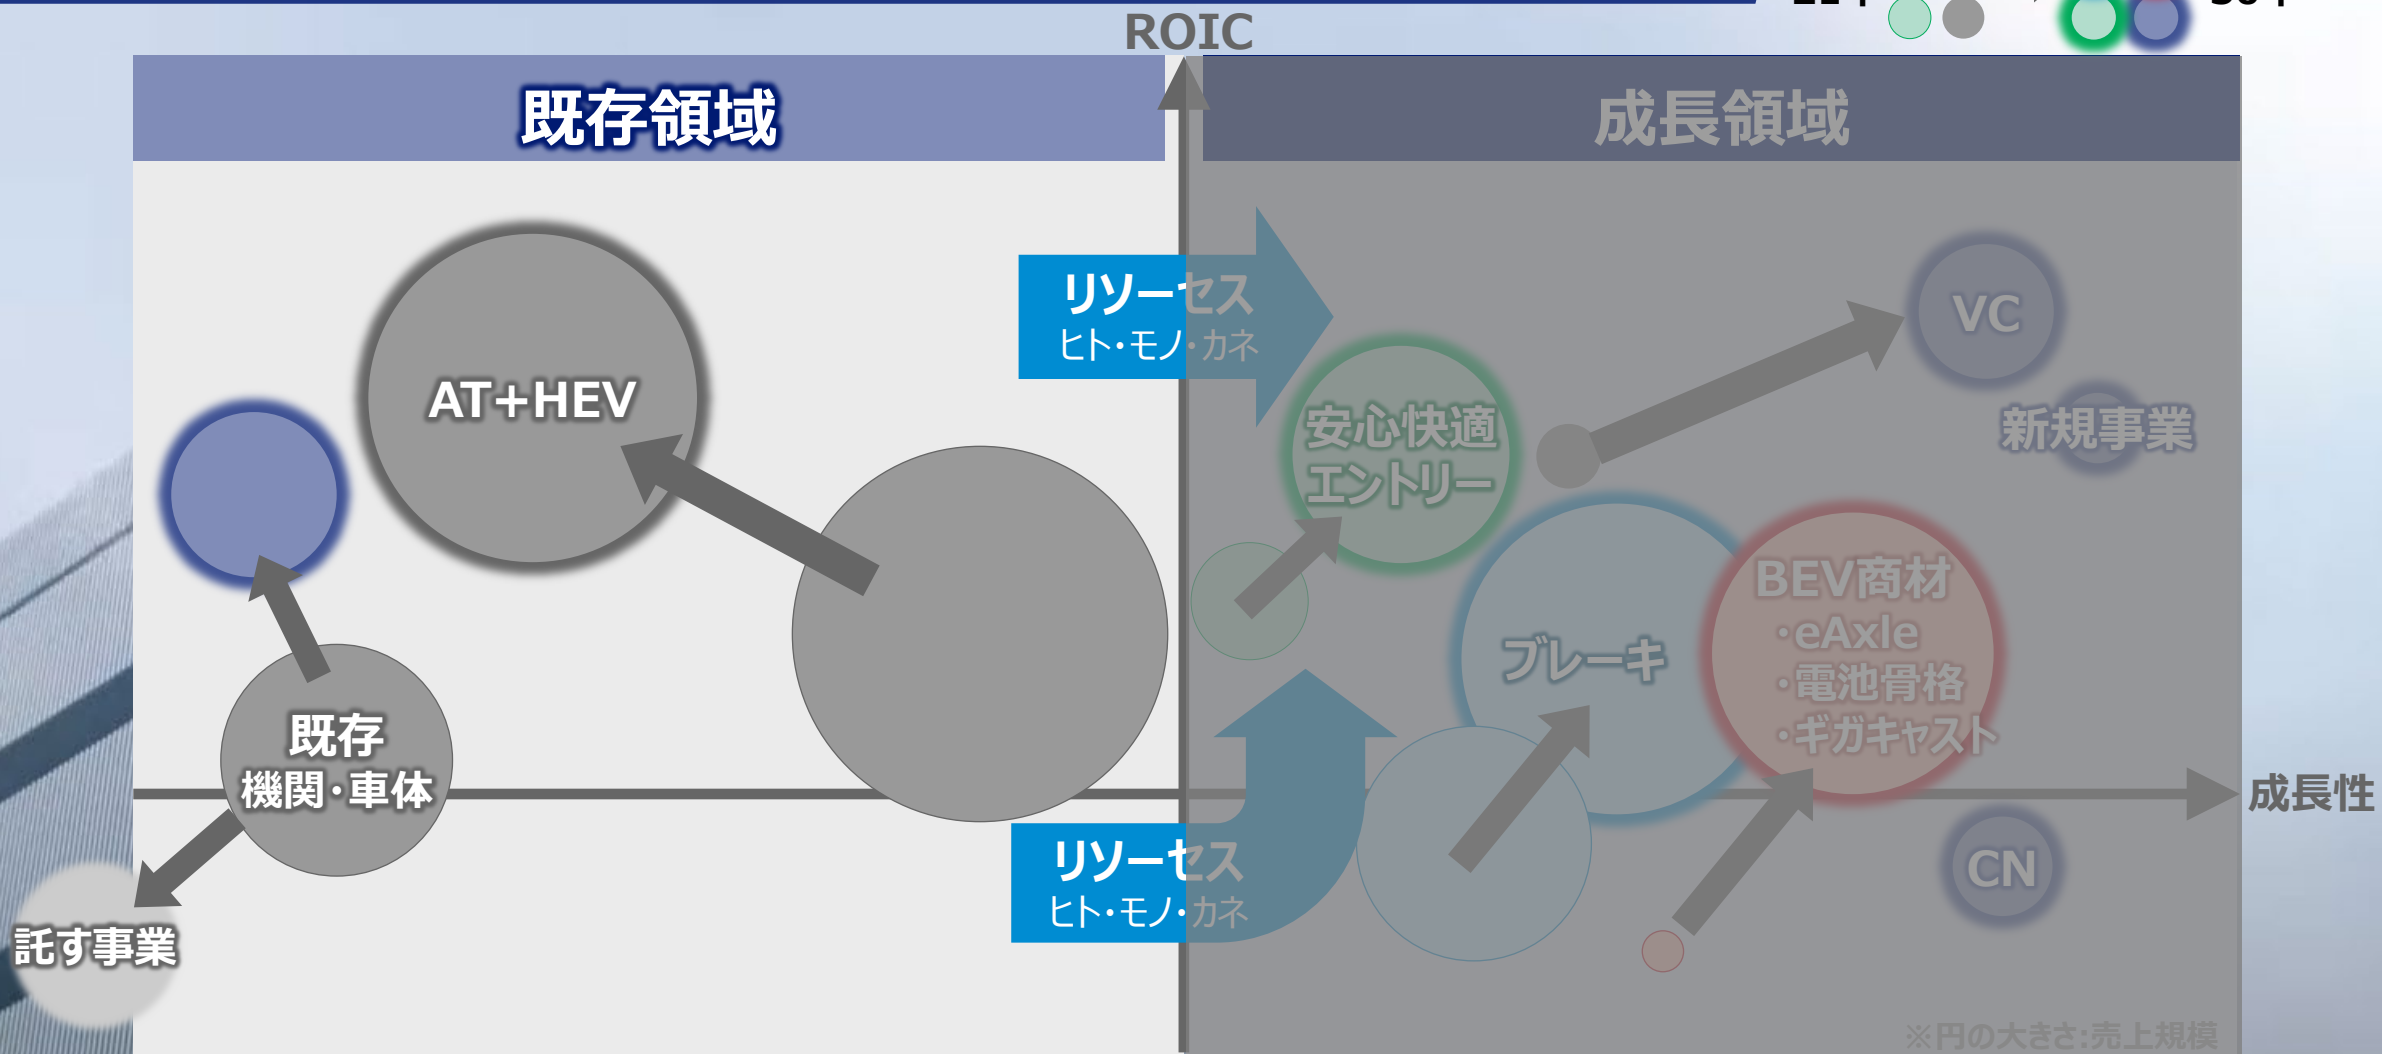 ROIC
既存領域
成長領域
リソーセス
ヒト・モノ・カネ
VC
AT+HEV
安心快適
エントリー
新規事業
BEV商材
・eAxle
・電池骨格
・ギガキャスト
ブレーキ
既存
機関・車体
成長性
リソーセス
ヒト・モノ・カネ
CN
託す事業
※円の大きさ:売上規模